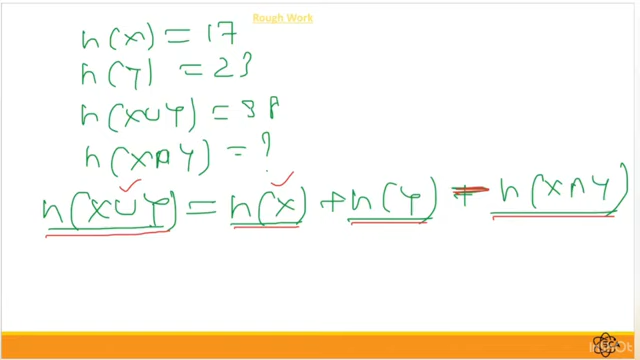 Rough Work
n(X) = 17
n(Y) = 23
n(X∪Y) = 38
n(X∩Y) = ?
n(X∪Y) = n(X) + n(Y) - n(X∩Y)